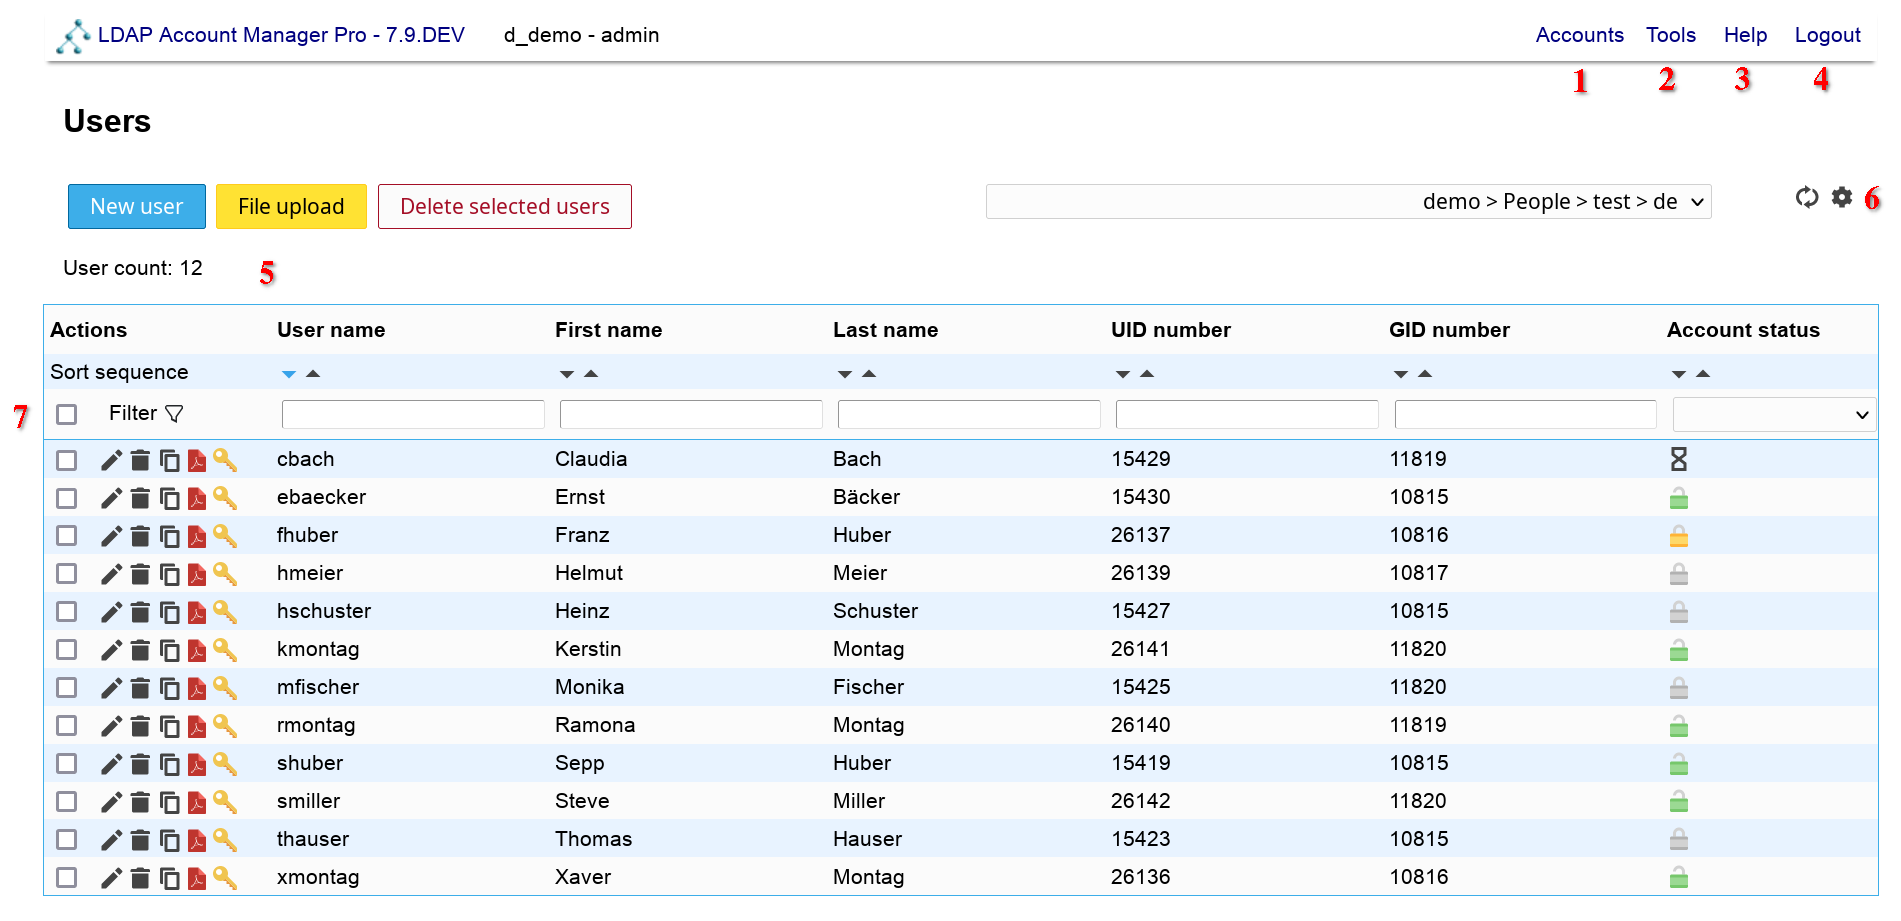 LDAP Account Manager Pro - 7.9.DEV d_demo - admin Accounts Tools Help Logout
1 2 3 4
Users
New user File upload Delete selected users demo > People > test > de 6
User count: 12 5
Actions User name First name Last name UID number GID number Account status
Sort sequence
7 Filter
cbach Claudia Bach 15429 11819
ebaecker Ernst Bäcker 15430 10815
fhuber Franz Huber 26137 10816
hmeier Helmut Meier 26139 10817
hschuster Heinz Schuster 15427 10815
kmontag Kerstin Montag 26141 11820
mfischer Monika Fischer 15425 11820
rmontag Ramona Montag 26140 11819
shuber Sepp Huber 15419 10815
smiller Steve Miller 26142 11820
thauser Thomas Hauser 15423 10815
xmontag Xaver Montag 26136 10816